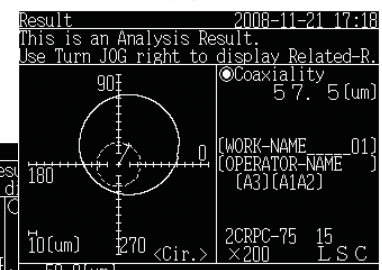 Result 2008-11-21 17:18
This is an Analysis Result.
Use Turn JOG right to display Related-R.
◎Coaxiality
57. 5(um)
90
0
180
270
[WORK-NAME_____01]
[OPERATOR-NAME ]
[A3][A1A2]
10(um)
<Cir.>
2CRPC-75 15
×200 LSC